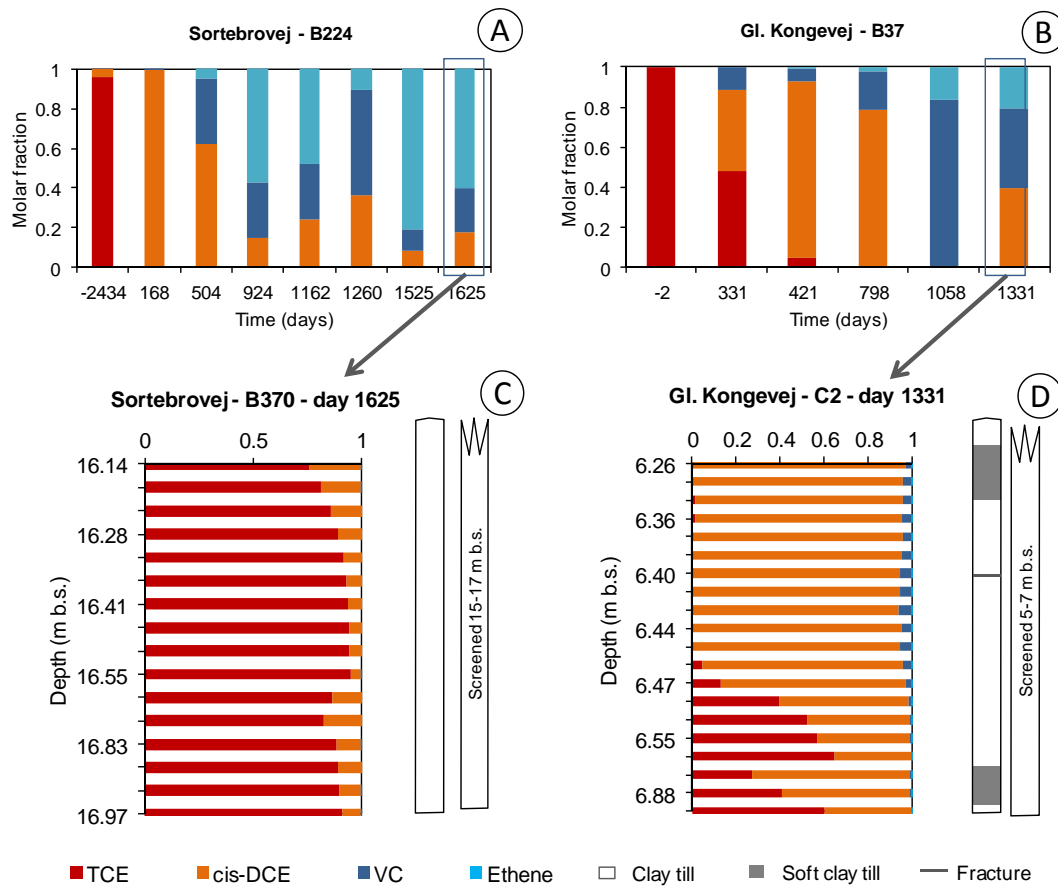 Sortebrovej - B224
A
Molar fraction
1
0.8
0.6
0.4
0.2
0
-2434 168 504 924 1162 1260 1525 1625
Time (days)
Gl. Kongevej - B37
B
Molar fraction
1
0.8
0.6
0.4
0.2
0
-2 331 421 798 1058 1331
Time (days)
Sortebrovej - B370 - day 1625
C
0 0.5 1
Depth (m b.s.)
16.14
16.28
16.41
16.55
16.83
16.97
Screened 115-17 m b.s.
Gl. Kongevej - C2 - day 1331
D
0 0.2 0.4 0.6 0.8 1
Depth (m b.s.)
6.26
6.36
6.40
6.44
6.47
6.55
6.88
Screened 5-7 m b.s.
TCE cis-DCE VC Ethene Clay till Soft clay till Fracture